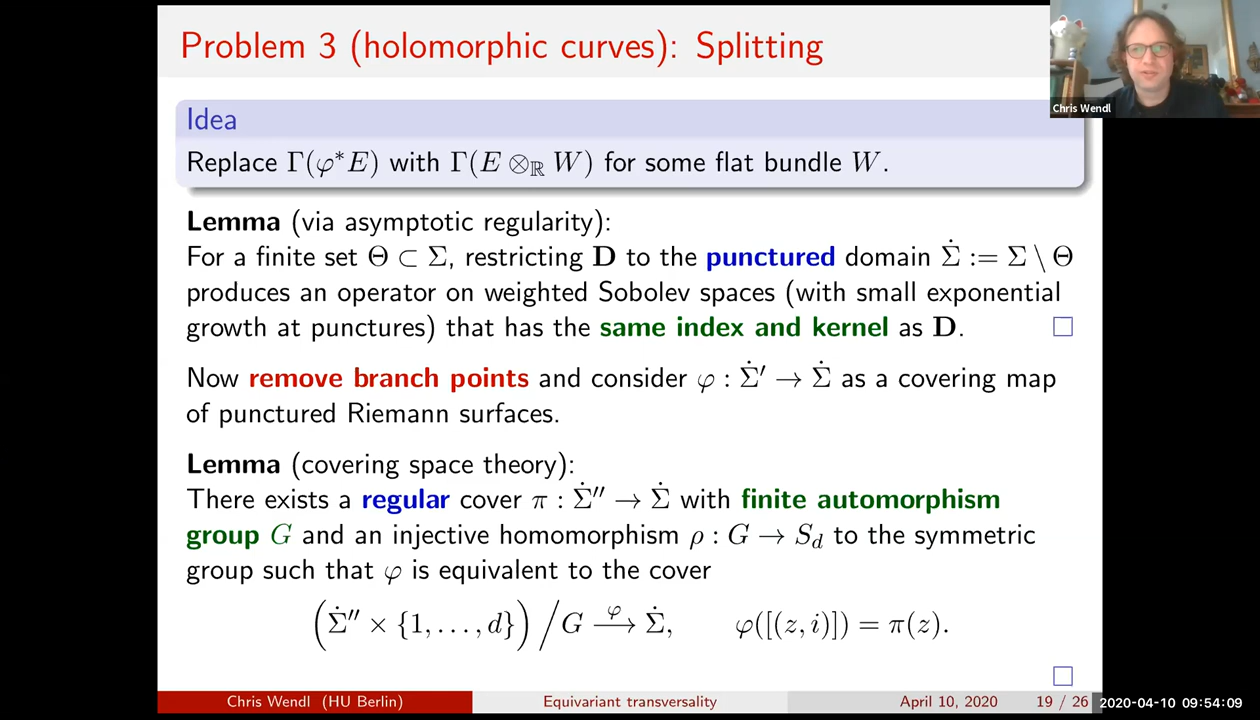 Problem 3 (holomorphic curves): Splitting
Chris Wendl
Idea
Replace Γ(φ*E) with Γ(E ⊗ℝ W) for some flat bundle W.
Lemma (via asymptotic regularity):
For a finite set Θ ⊂ Σ, restricting D to the punctured domain Σ̇ := Σ \ Θ
produces an operator on weighted Sobolev spaces (with small exponential
growth at punctures) that has the same index and kernel as D. □
Now remove branch points and consider φ : Σ̇′ → Σ̇ as a covering map
of punctured Riemann surfaces.
Lemma (covering space theory):
There exists a regular cover π : Σ̇″ → Σ̇ with finite automorphism
group G and an injective homomorphism ρ : G → S_d to the symmetric
group such that φ is equivalent to the cover
(Σ̇″ × {1, . . . , d}) / G —φ→ Σ̇, φ([(z, i)]) = π(z).
□
Chris Wendl (HU Berlin) Equivariant transversality April 10, 2020 19 / 26
2020-04-10 09:54:09